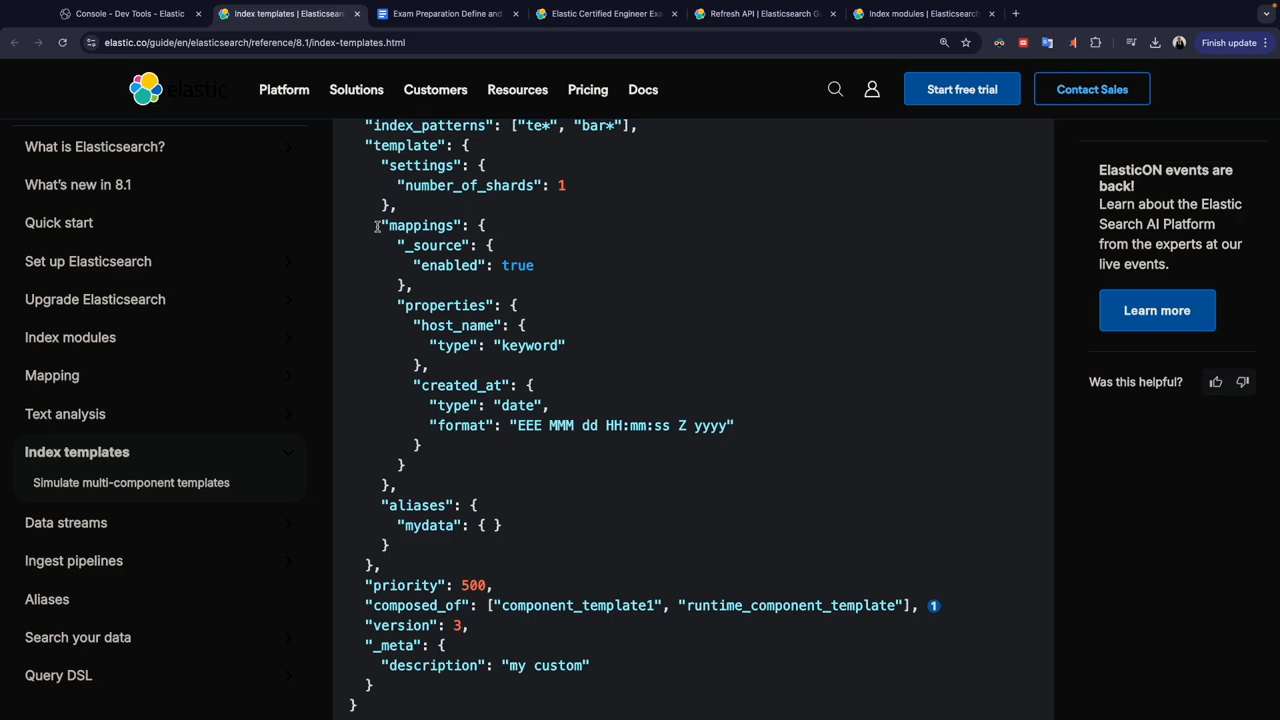 Console - Dev Tools - Elastic
Index templates | Elasticsearc
Exam Preparation Define and
Elastic Certified Engineer Exa
Refresh API | Elasticsearch G
Index modules | Elasticsearch
elastic.co/guide/en/elasticsearch/reference/8.1/index-templates.html
Finish update
elastic
Platform
Solutions
Customers
Resources
Pricing
Docs
Start free trial
Contact Sales
What is Elasticsearch?
What's new in 8.1
Quick start
Set up Elasticsearch
Upgrade Elasticsearch
Index modules
Mapping
Text analysis
Index templates
Simulate multi-component templates
Data streams
Ingest pipelines
Aliases
Search your data
Query DSL
"index_patterns": ["te*", "bar*"],
"template": {
"settings": {
"number_of_shards": 1
},
"mappings": {
"_source": {
"enabled": true
},
"properties": {
"host_name": {
"type": "keyword"
},
"created_at": {
"type": "date",
"format": "EEE MMM dd HH:mm:ss Z yyyy"
}
}
},
"aliases": {
"mydata": { }
}
},
"priority": 500,
"composed_of": ["component_template1", "runtime_component_template"], 1
"version": 3,
"_meta": {
"description": "my custom"
}
}
ElasticON events are
back!
Learn about the Elastic
Search AI Platform
from the experts at our
live events.
Learn more
Was this helpful?